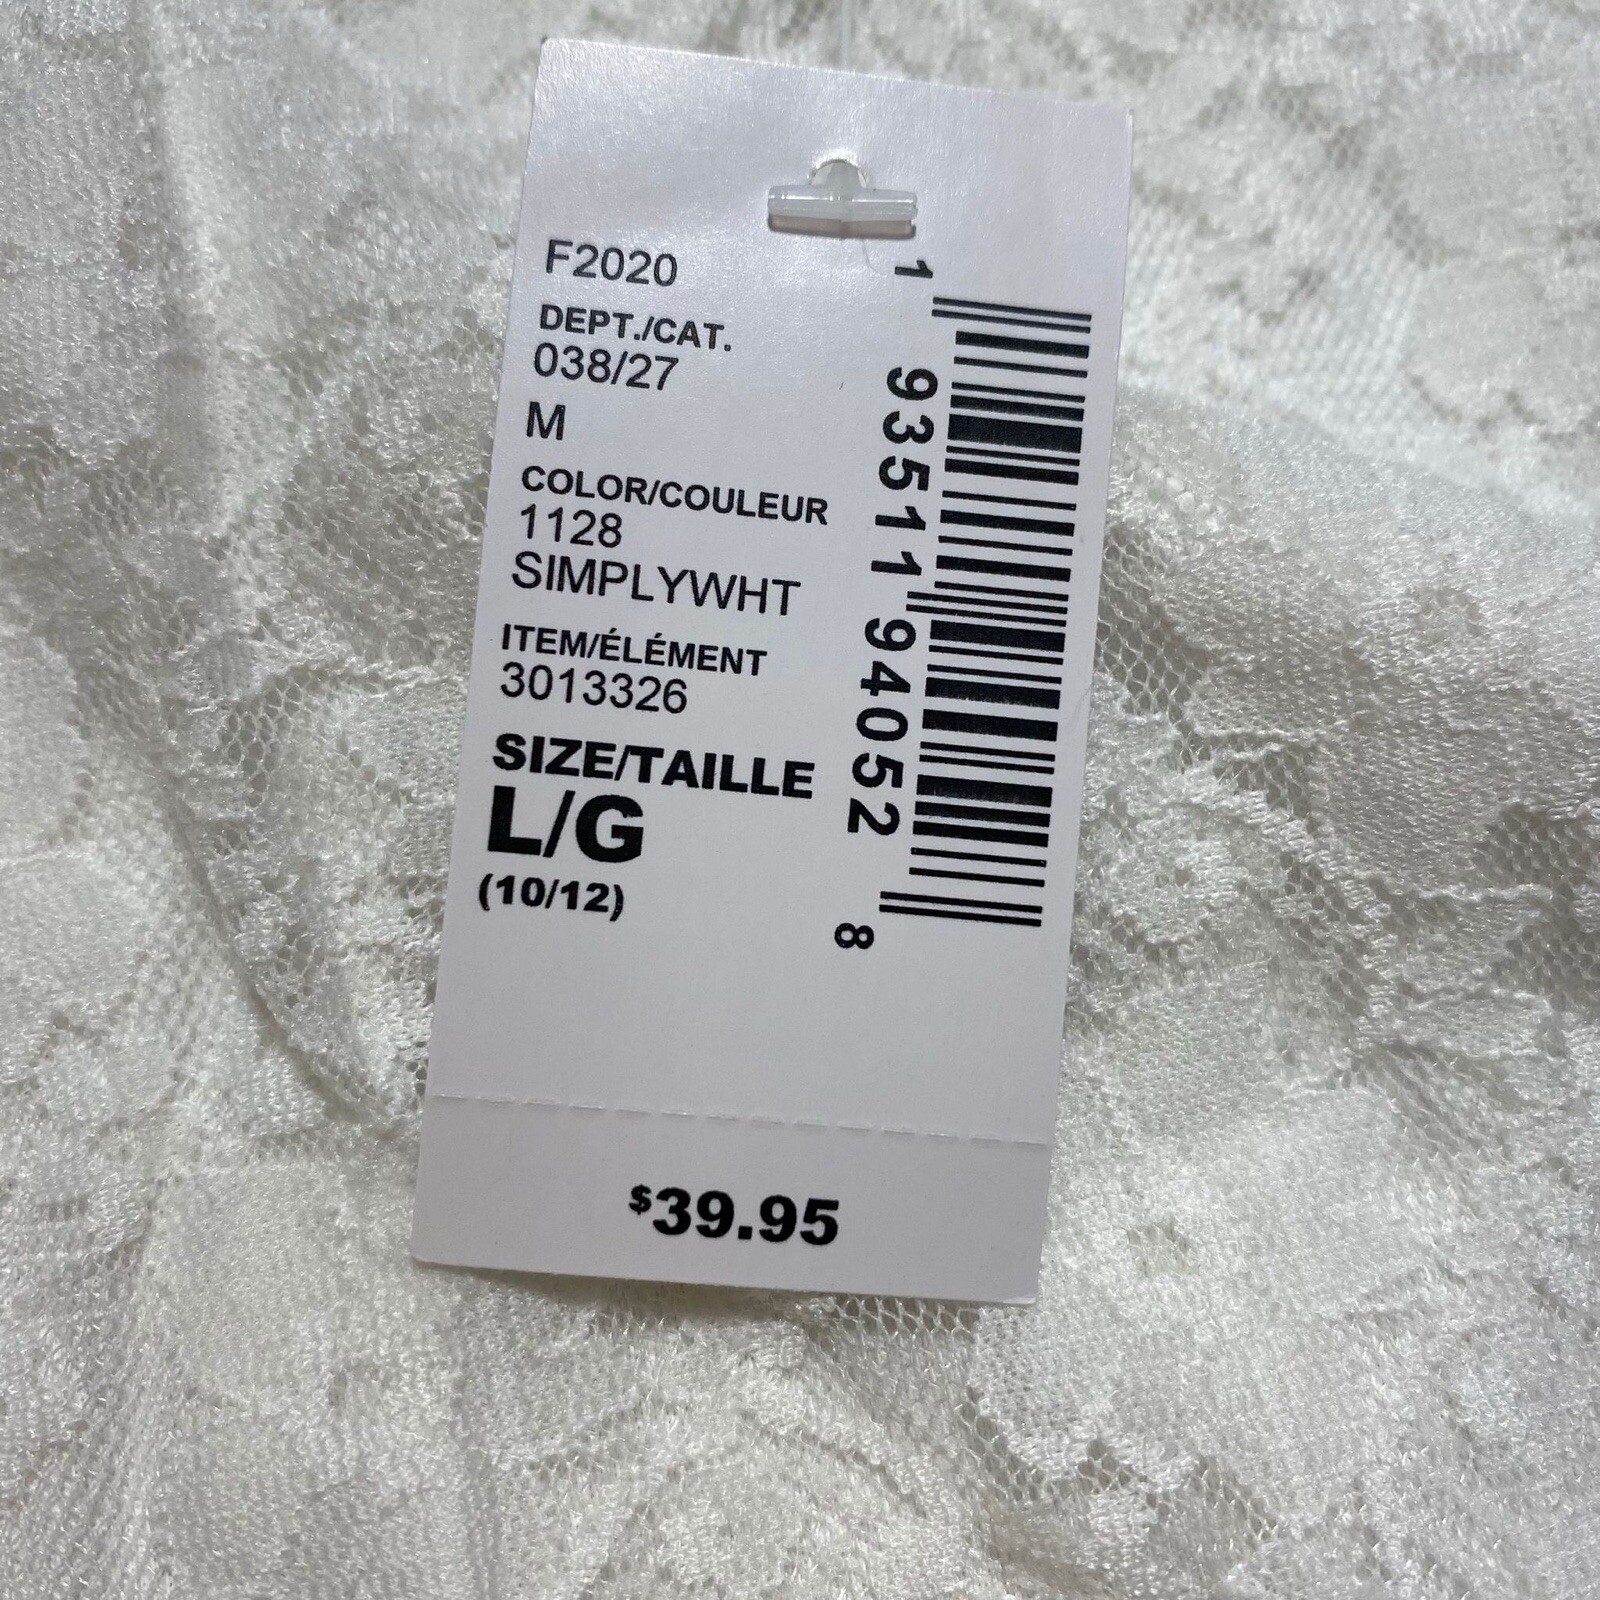 F2020
DEPT./CAT.
038/27
M
COLOR/COULEUR
1128
SIMPLYWHT
ITEM/ÉLÉMENT
3013326
SIZE/TAILLE
L/G
(10/12)
1 93511 94052 8
$39.95